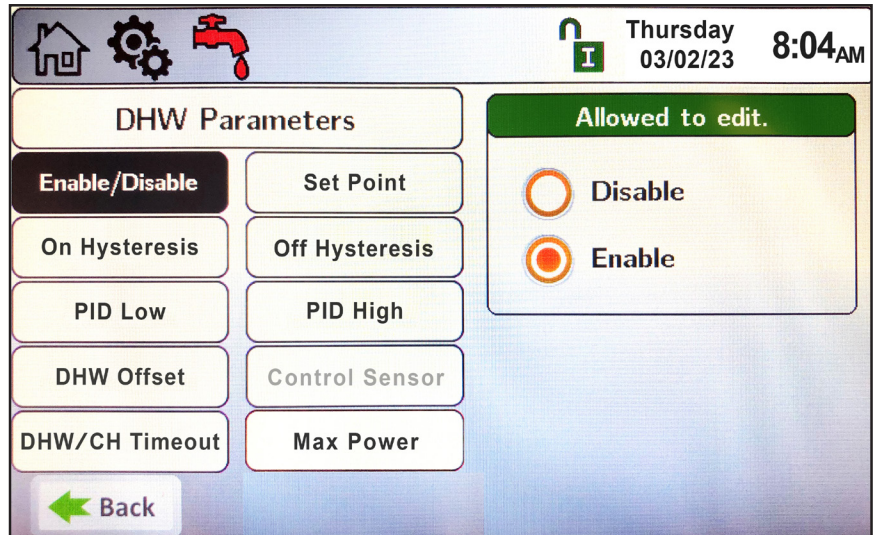 I
Thursday
03/02/23
8:04AM
DHW Parameters
Allowed to edit.
Enable/Disable
Set Point
Disable
On Hysteresis
Off Hysteresis
Enable
PID Low
PID High
DHW Offset
Control Sensor
DHW/CH Timeout
Max Power
Back